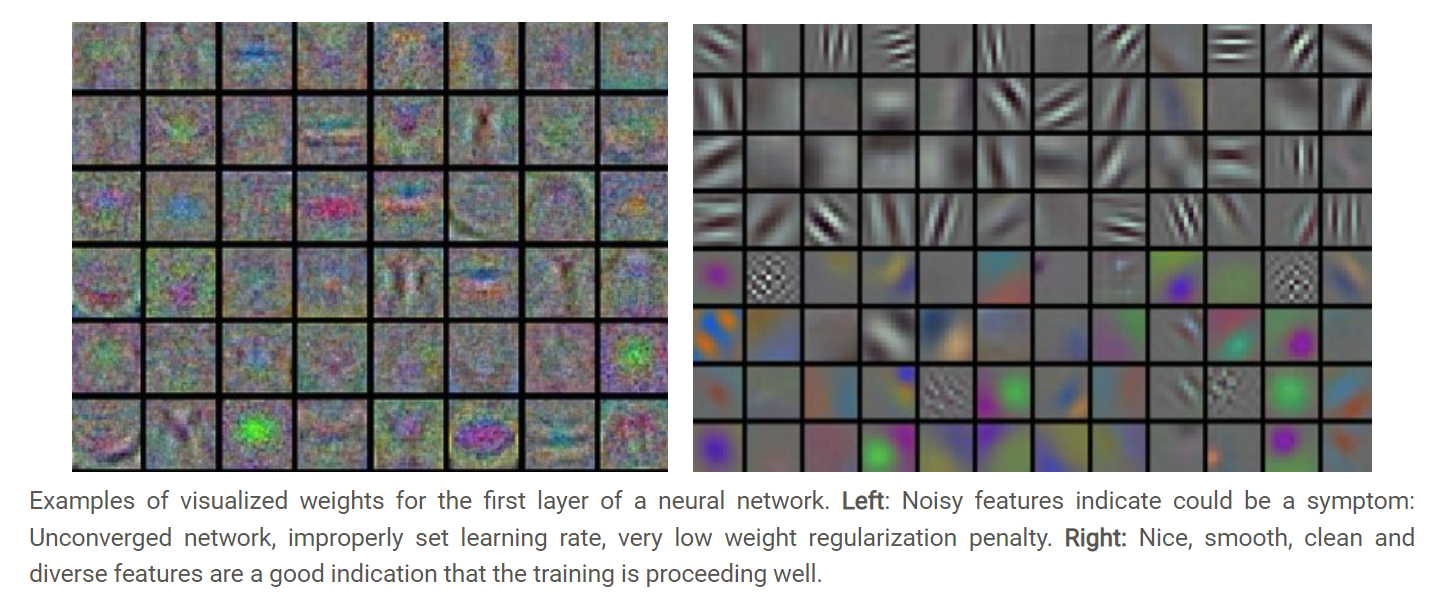 Examples of visualized weights for the first layer of a neural network. Left: Noisy features indicate could be a symptom:
Unconverged network, improperly set learning rate, very low weight regularization penalty. Right: Nice, smooth, clean and
diverse features are a good indication that the training is proceeding well.